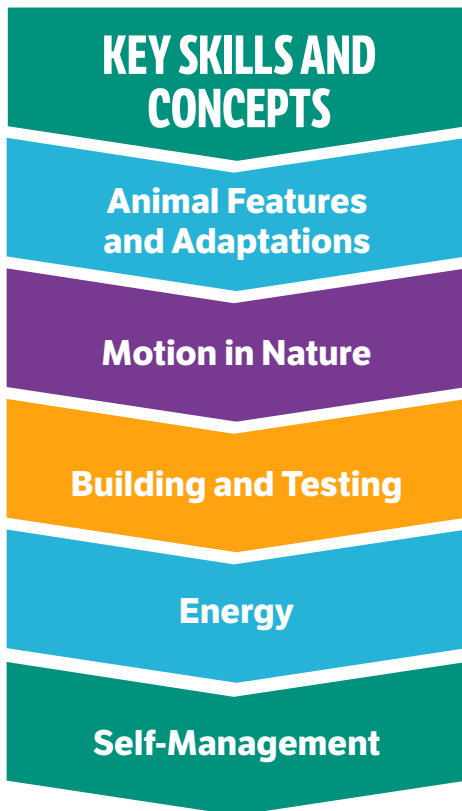 KEY SKILLS AND
CONCEPTS
Animal Features
and Adaptations
Motion in Nature
Building and Testing
Energy
Self-Management